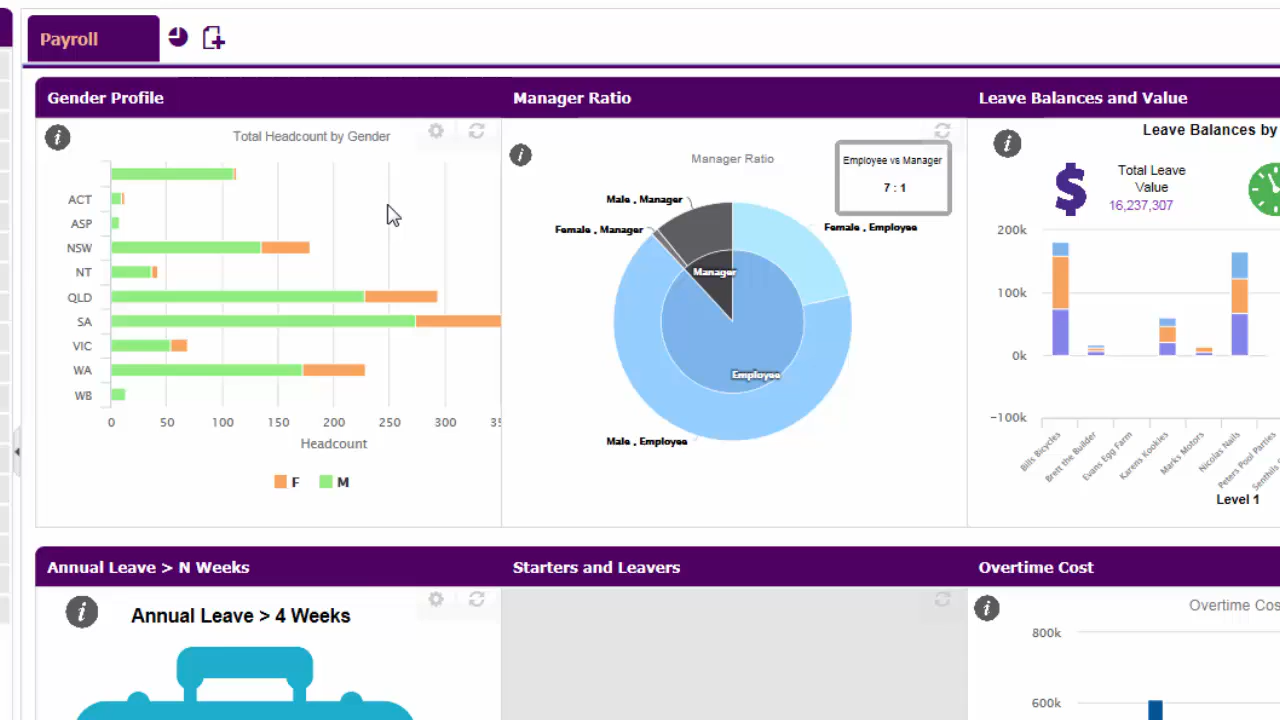 Payroll
Gender Profile
Total Headcount by Gender
ACT
ASP
NSW
NT
QLD
SA
VIC
WA
WB
0 50 100 150 200 250 300
Headcount
F M
Manager Ratio
Manager Ratio
Employee vs Manager
7 : 1
Male , Manager
Female , Manager
Female , Employee
Manager
Employee
Male , Employee
Leave Balances and Value
Leave Balances by
Total Leave
Value
16,237,307
200k
100k
0k
-100k
Bills Bicycles
Brett the Builder
Evans Egg Farm
Karens Kookies
Marks Motors
Nicolas Nails
Peters Pool Parties
Senthils
Level 1
Annual Leave > N Weeks
Annual Leave > 4 Weeks
Starters and Leavers
Overtime Cost
Overtime Cos
800k
600k